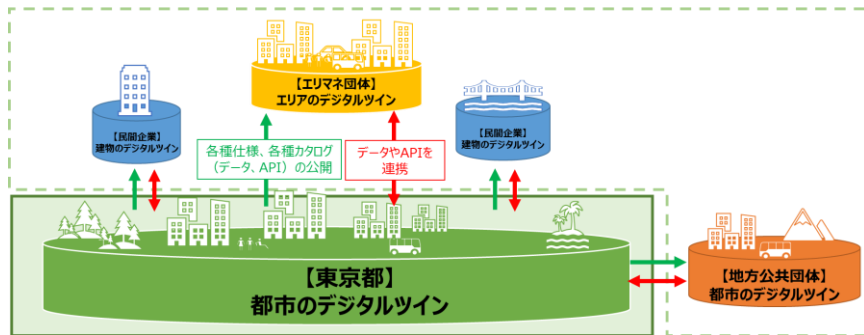 【エリマネ団体】
エリアのデジタルツイン
【民間企業】
建物のデジタルツイン
【民間企業】
建物のデジタルツイン
各種仕様、各種カタログ
（データ、API）の公開
データやAPIを
連携
【東京都】
都市のデジタルツイン
【地方公共団体】
都市のデジタルツイン